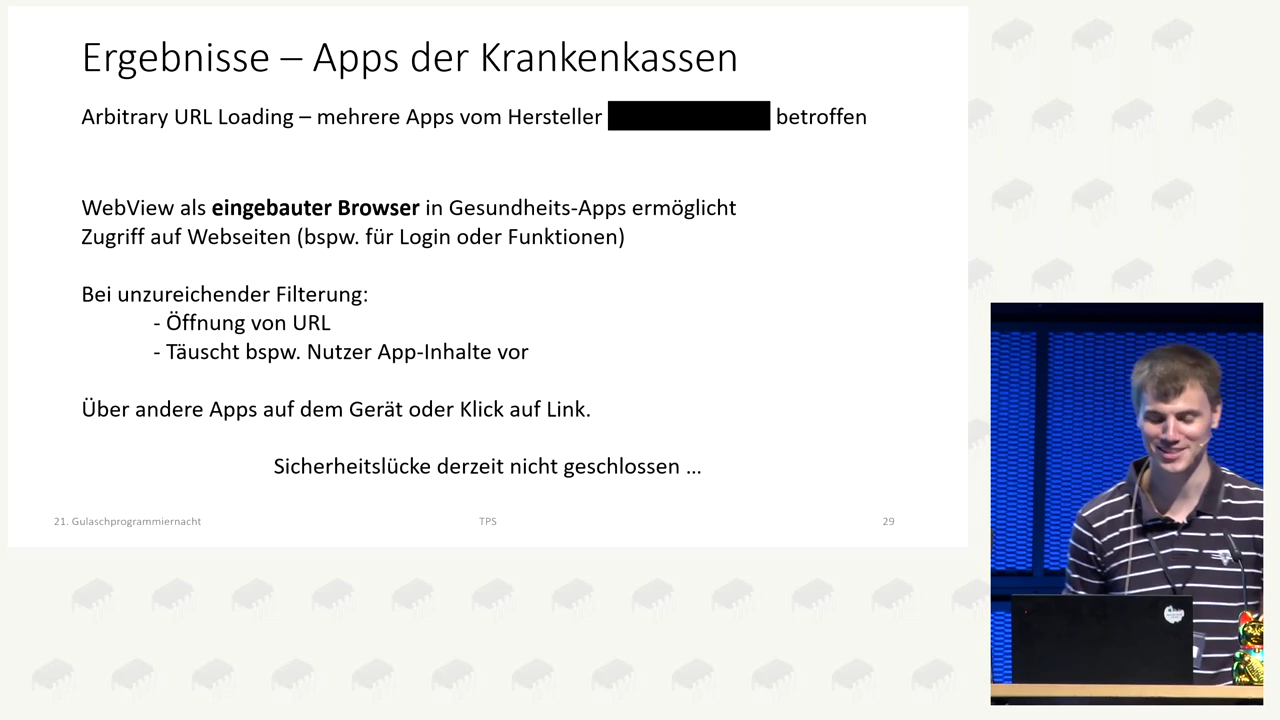 Ergebnisse – Apps der Krankenkassen
Arbitrary URL Loading – mehrere Apps vom Hersteller betroffen
WebView als eingebauter Browser in Gesundheits-Apps ermöglicht
Zugriff auf Webseiten (bspw. für Login oder Funktionen)
Bei unzureichender Filterung:
- Öffnung von URL
- Täuscht bspw. Nutzer App-Inhalte vor
Über andere Apps auf dem Gerät oder Klick auf Link.
Sicherheitslücke derzeit nicht geschlossen ...
21. Gulaschprogrammiernacht
TPS
29